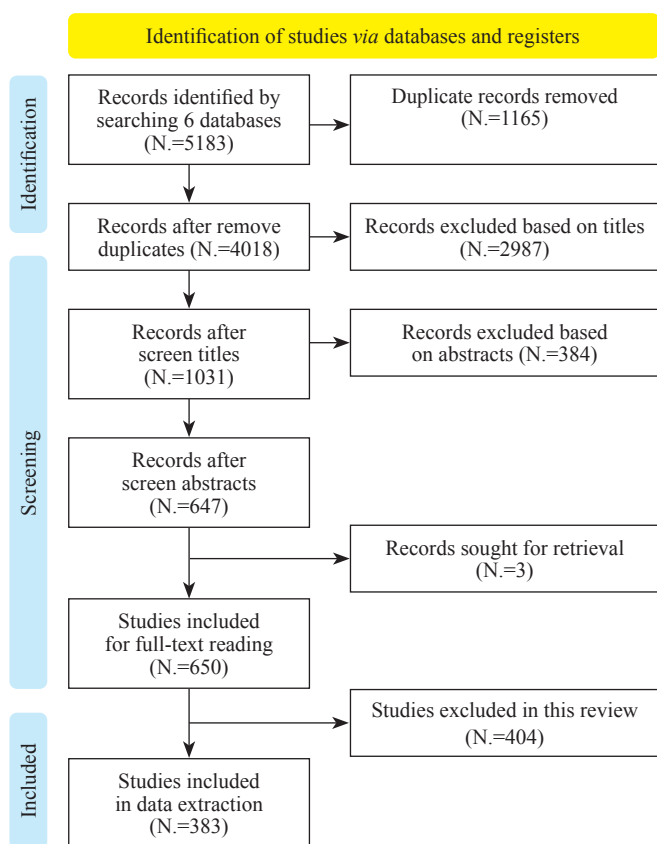 Identification of studies via databases and registers
Identification
Records identified by
searching 6 databases
(N.=5183)
Duplicate records removed
(N.=1165)
Records after remove
duplicates (N.=4018)
Records excluded based on titles
(N.=2987)
Screening
Records after
screen titles
(N.=1031)
Records excluded based
on abstracts (N.=384)
Records after
screen abstracts
(N.=647)
Records sought for retrieval
(N.=3)
Studies included
for full-text reading
(N.=650)
Studies excluded in this review
(N.=404)
Included
Studies included
in data extraction
(N.=383)